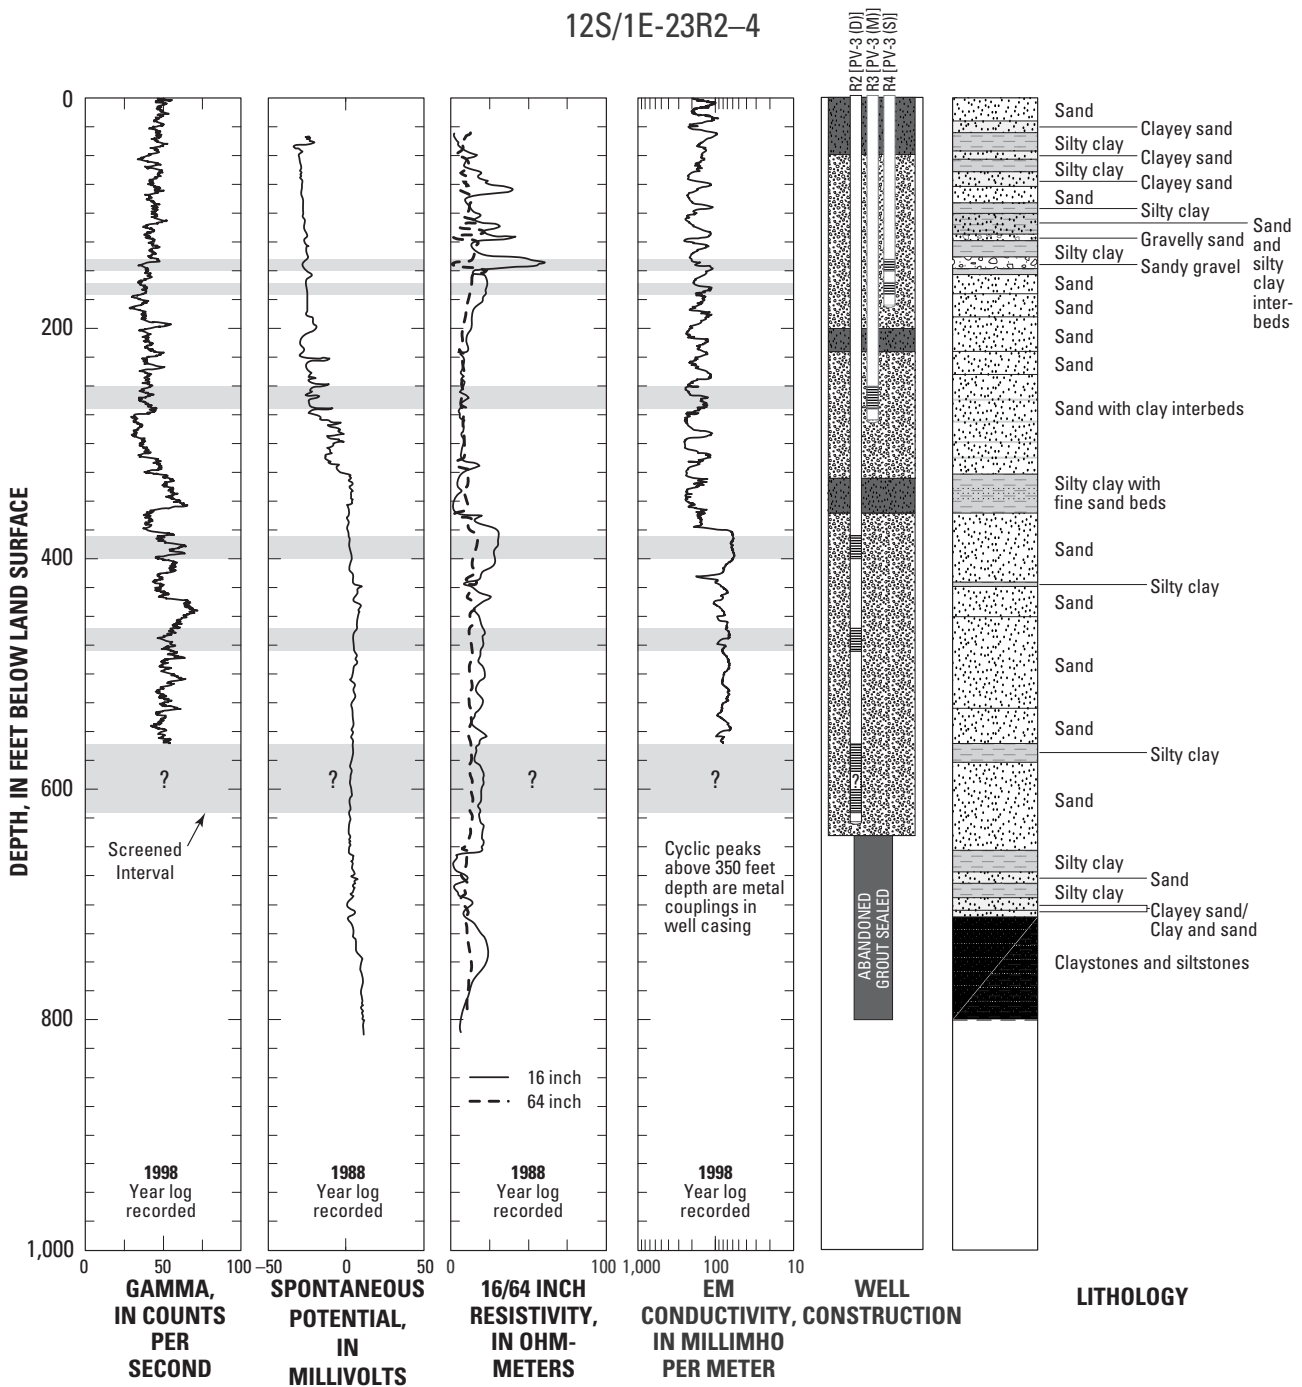 12S/1E-23R2–4
R2 [PV-3 (D)]
R3 [PV-3 (M)]
R4 [PV-3 (S)]
DEPTH, IN FEET BELOW LAND SURFACE
0
200
400
600
800
1,000
?
?
?
?
?
Screened
Interval
Cyclic peaks
above 350 feet
depth are metal
couplings in
well casing
ABANDONED
GROUT SEALED
16 inch
64 inch
1998
Year log
recorded
1988
Year log
recorded
1988
Year log
recorded
1998
Year log
recorded
Sand
Clayey sand
Silty clay
Clayey sand
Silty clay
Clayey sand
Sand
Silty clay
Sand
and
silty
clay
inter-
beds
Gravelly sand
Silty clay
Sandy gravel
Sand
Sand
Sand
Sand
Sand with clay interbeds
Silty clay with
fine sand beds
Sand
Silty clay
Sand
Sand
Sand
Silty clay
Sand
Silty clay
Sand
Silty clay
Clayey sand/
Clay and sand
Claystones and siltstones
0 50 100
–50 0 50
0 100
1,000 100 10
GAMMA,
IN COUNTS
PER
SECOND
SPONTANEOUS
POTENTIAL,
IN
MILLIVOLTS
16/64 INCH
RESISTIVITY,
IN OHM-
METERS
EM
CONDUCTIVITY,
IN MILLIMHO
PER METER
WELL
CONSTRUCTION
LITHOLOGY